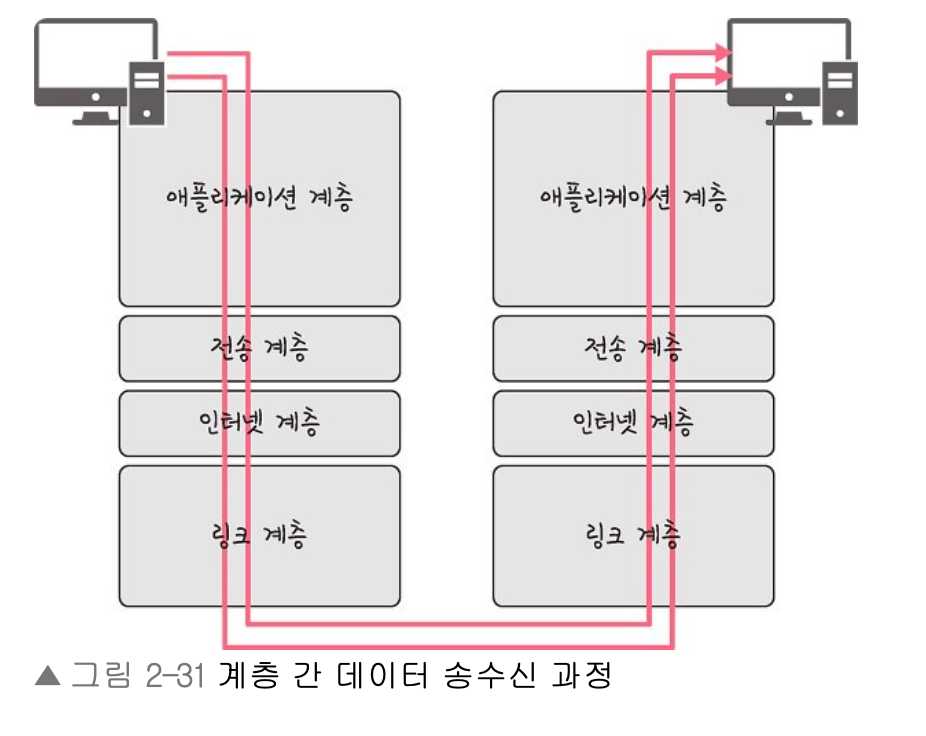 애플리케이션 계층
애플리케이션 계층
전송 계층
전송 계층
인터넷 계층
인터넷 계층
링크 계층
링크 계층
▲ 그림 2-31 계층 간 데이터 송수신 과정